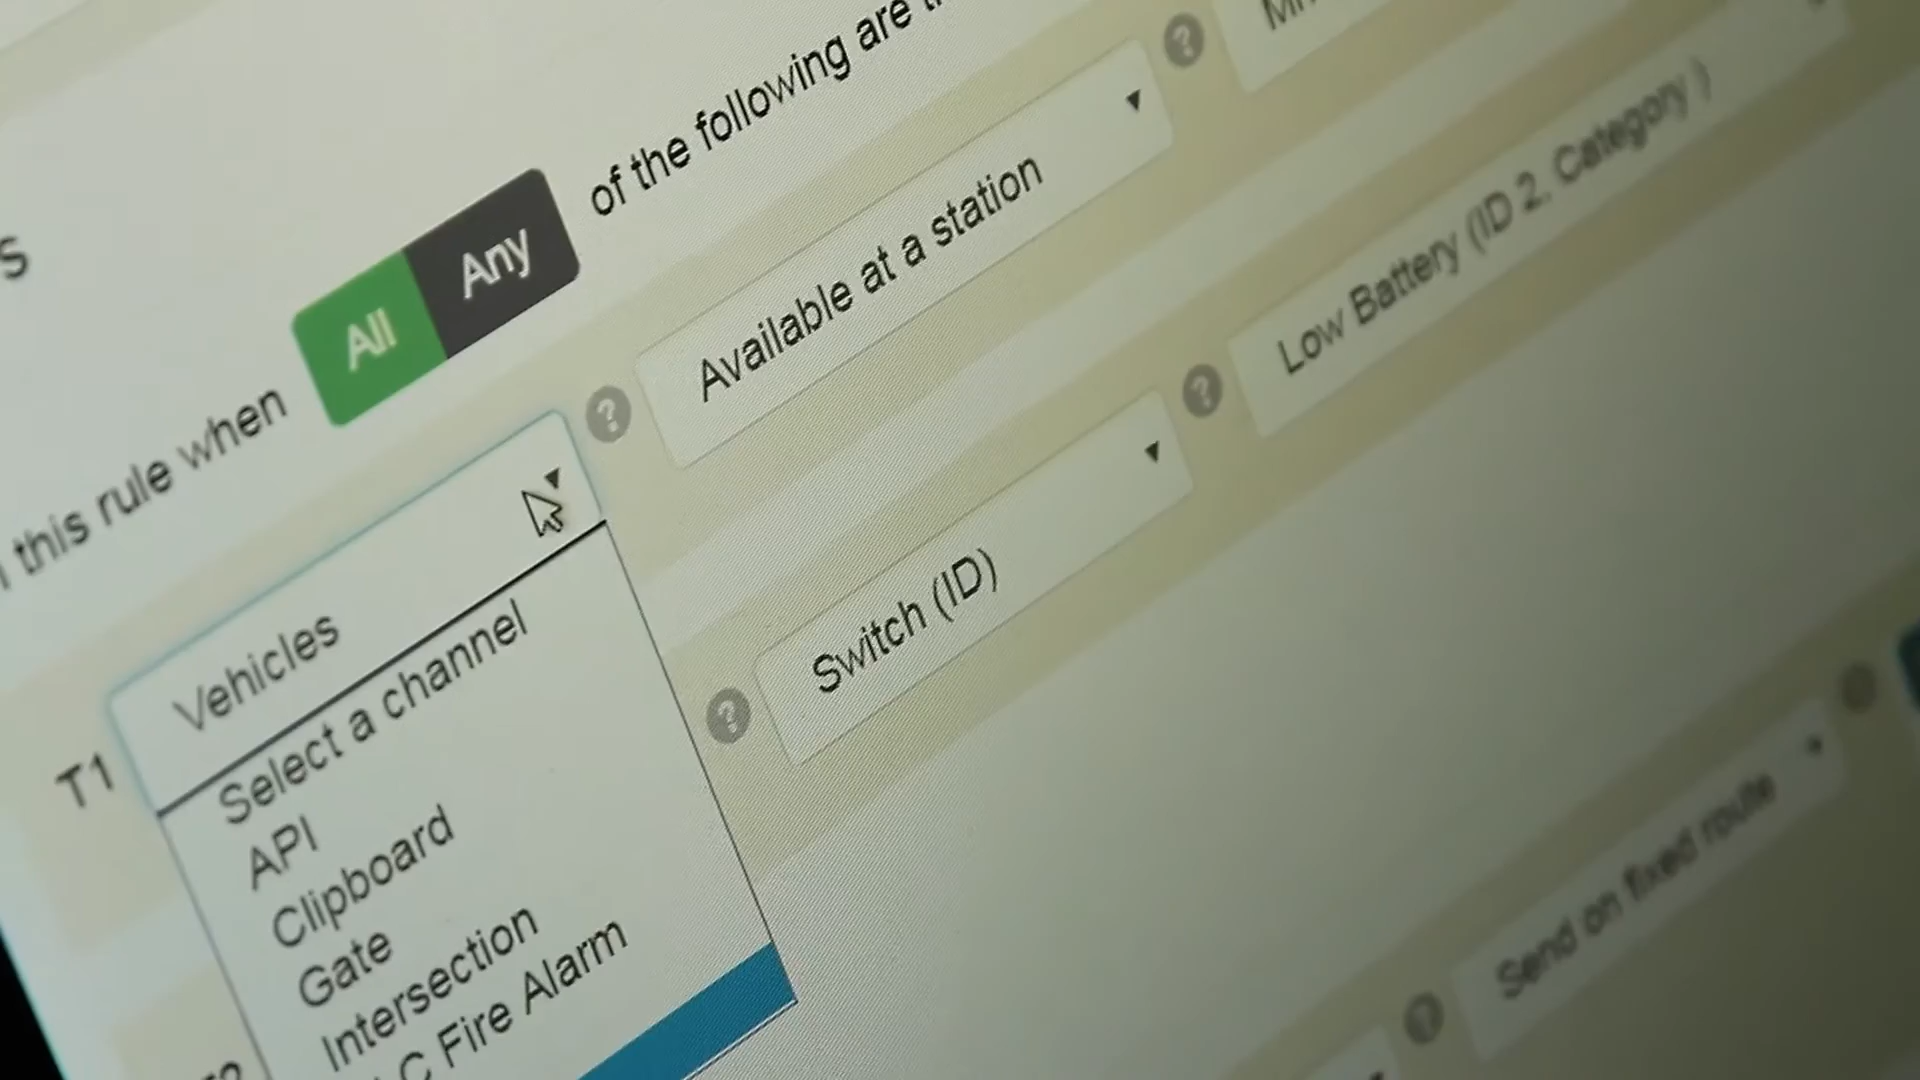 this rule when All Any of the following are
T1 Vehicles ? Available at a station ?
Select a channel
API
Clipboard
Gate
Intersection
C Fire Alarm
? Switch (ID) ? Low Battery (ID 2, Category )
? Send on fixed route